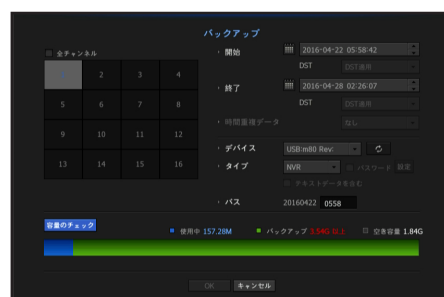 バックアップ
全チャンネル
1 2 3 4
5 6 7 8
9 10 11 12
13 14 15 16
・ 開始 2016-04-22 05:58:42
DST DST適用
・ 終了 2016-04-28 02:26:07
DST DST適用
・ 時間重複データ なし
・ デバイス USB:m80 Rev:
・ タイプ NVR パスワード 設定
テキストデータを含む
・ パス 20160422 0558
容量のチェック
使用中 157.28M バックアップ 3.54G 以上 空き容量 1.84G
OK キャンセル